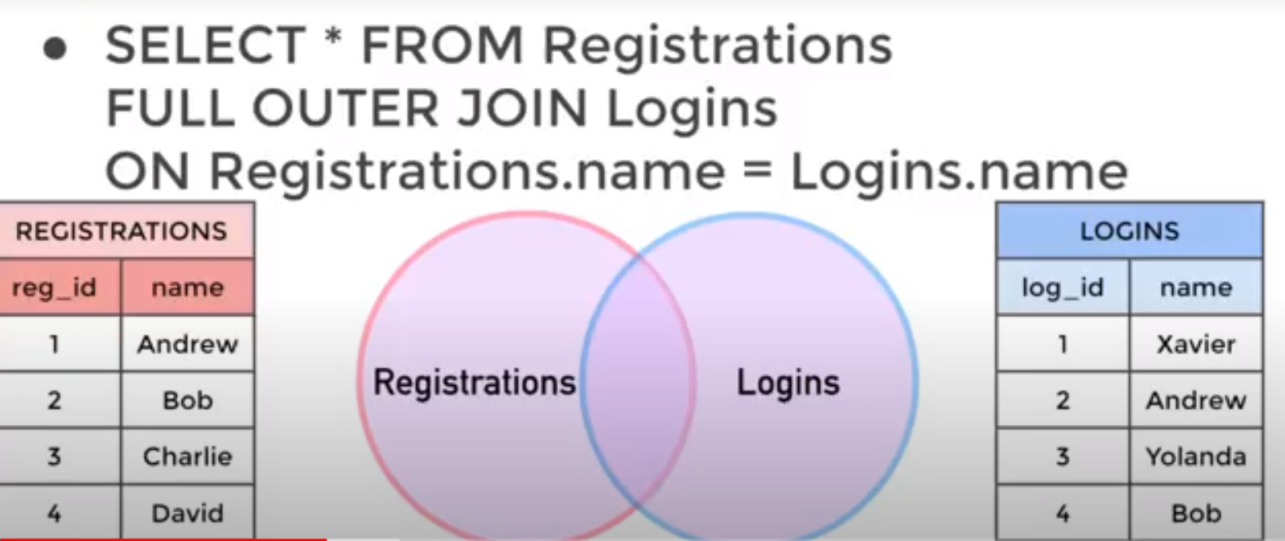 ● SELECT * FROM Registrations
FULL OUTER JOIN Logins
ON Registrations.name = Logins.name
REGISTRATIONS
reg_id name
1 Andrew
2 Bob
3 Charlie
4 David
Registrations
Logins
LOGINS
log_id name
1 Xavier
2 Andrew
3 Yolanda
4 Bob